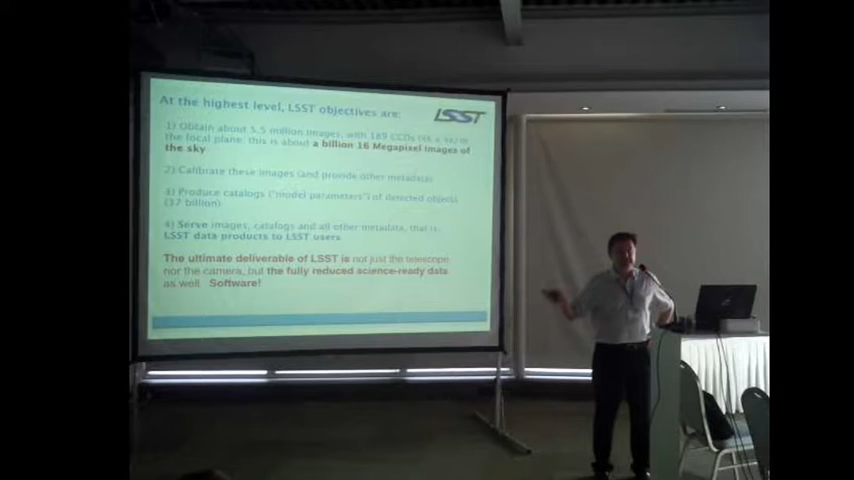 At the highest level, LSST objectives are:
LSST
1) Obtain about 5.5 million images, with 189 CCDs (4k x 4k) in
the focal plane; this is about a billion 16 Megapixel images of
the sky
2) Calibrate these images (and provide other metadata)
3) Produce catalogs ("model parameters") of detected objects
(37 billion)
4) Serve images, catalogs and all other metadata, that is,
LSST data products to LSST users
The ultimate deliverable of LSST is not just the telescope,
nor the camera, but the fully reduced science-ready data
as well. Software!